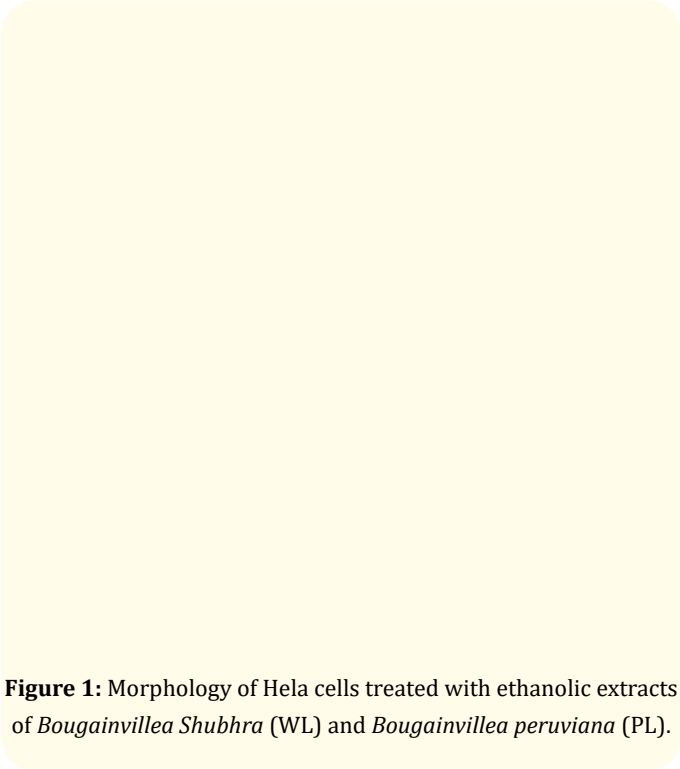 Figure 1: Morphology of Hela cells treated with ethanolic extracts
of Bougainvillea Shubhra (WL) and Bougainvillea peruviana (PL).